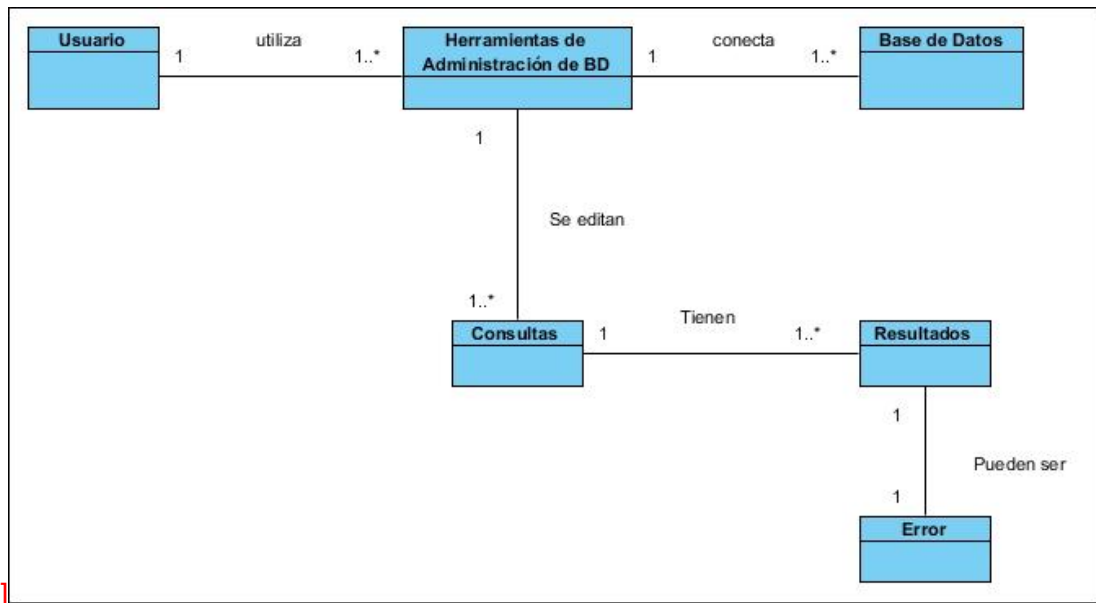 Usuario
utiliza
1
1..*
Herramientas de
Administración de BD
conecta
1
1..*
Base de Datos
1
Se editan
1..*
Consultas
1
Tienen
1..*
Resultados
1
Pueden ser
1
Error
]